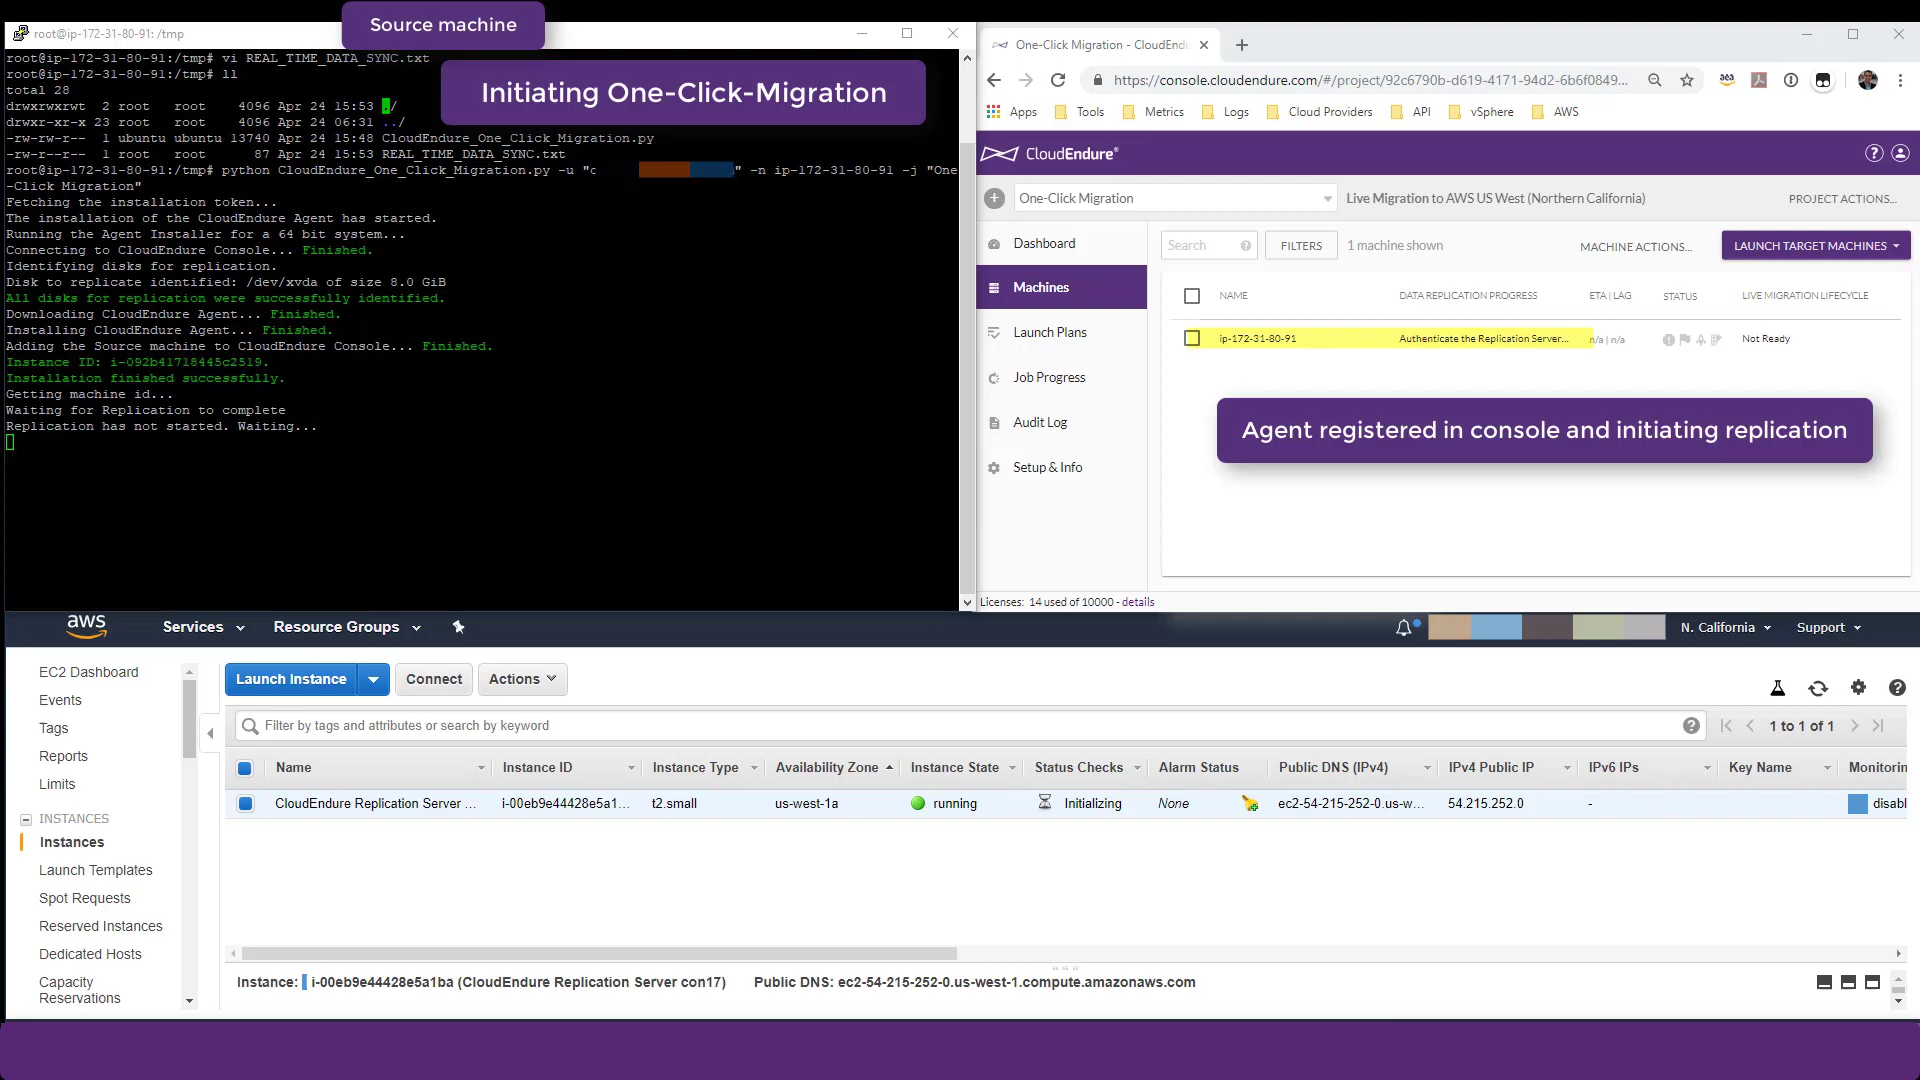 Source machine
root@ip-172-31-80-91: /tmp
root@ip-172-31-80-91:/tmp# vi REAL_TIME_DATA_SYNC.txt
root@ip-172-31-80-91:/tmp# ll
total 28
drwxrwxrwt  2 root   root    4096 Apr 24 15:53 ./
drwxr-xr-x 23 root   root    4096 Apr 24 06:31 ../
-rw-rw-r--  1 ubuntu ubuntu 13740 Apr 24 15:48 CloudEndure_One_Click_Migration.py
-rw-r--r--  1 root   root      87 Apr 24 15:53 REAL_TIME_DATA_SYNC.txt
root@ip-172-31-80-91:/tmp# python CloudEndure_One_Click_Migration.py -u "c " -n ip-172-31-80-91 -j "One
-Click Migration"
Fetching the installation token...
The installation of the CloudEndure Agent has started.
Running the Agent Installer for a 64 bit system...
Connecting to CloudEndure Console... Finished.
Identifying disks for replication.
Disk to replicate identified: /dev/xvda of size 8.0 GiB
All disks for replication were successfully identified.
Downloading CloudEndure Agent... Finished.
Installing CloudEndure Agent... Finished.
Adding the Source machine to CloudEndure Console... Finished.
Instance ID: i-092b41718445c2519.
Installation finished successfully.
Getting machine id...
Waiting for Replication to complete
Replication has not started. Waiting...
Initiating One-Click-Migration
One-Click Migration - CloudEndu
https://console.cloudendure.com/#/project/92c6790b-d619-4171-94d2-6b6f0849...
Apps Tools Metrics Logs Cloud Providers API vSphere AWS
CloudEndure®
One-Click Migration
Live Migration to AWS US West (Northern California)
PROJECT ACTIONS...
Dashboard
Machines
Launch Plans
Job Progress
Audit Log
Setup & Info
Search
FILTERS
1 machine shown
MACHINE ACTIONS...
LAUNCH TARGET MACHINES
NAME DATA REPLICATION PROGRESS ETA | LAG STATUS LIVE MIGRATION LIFECYCLE
ip-172-31-80-91 Authenticate the Replication Server... n/a | n/a Not Ready
Agent registered in console and initiating replication
Licenses: 14 used of 10000 - details
aws Services Resource Groups N. California Support
EC2 Dashboard
Events
Tags
Reports
Limits
INSTANCES
Instances
Launch Templates
Spot Requests
Reserved Instances
Dedicated Hosts
Capacity
Reservations
Launch Instance Connect Actions
Filter by tags and attributes or search by keyword
1 to 1 of 1
Name Instance ID Instance Type Availability Zone Instance State Status Checks Alarm Status Public DNS (IPv4) IPv4 Public IP IPv6 IPs Key Name Monitorin
CloudEndure Replication Server ... i-00eb9e44428e5a1... t2.small us-west-1a running Initializing None ec2-54-215-252-0.us-w... 54.215.252.0 - disabl
Instance: i-00eb9e44428e5a1ba (CloudEndure Replication Server con17) Public DNS: ec2-54-215-252-0.us-west-1.compute.amazonaws.com